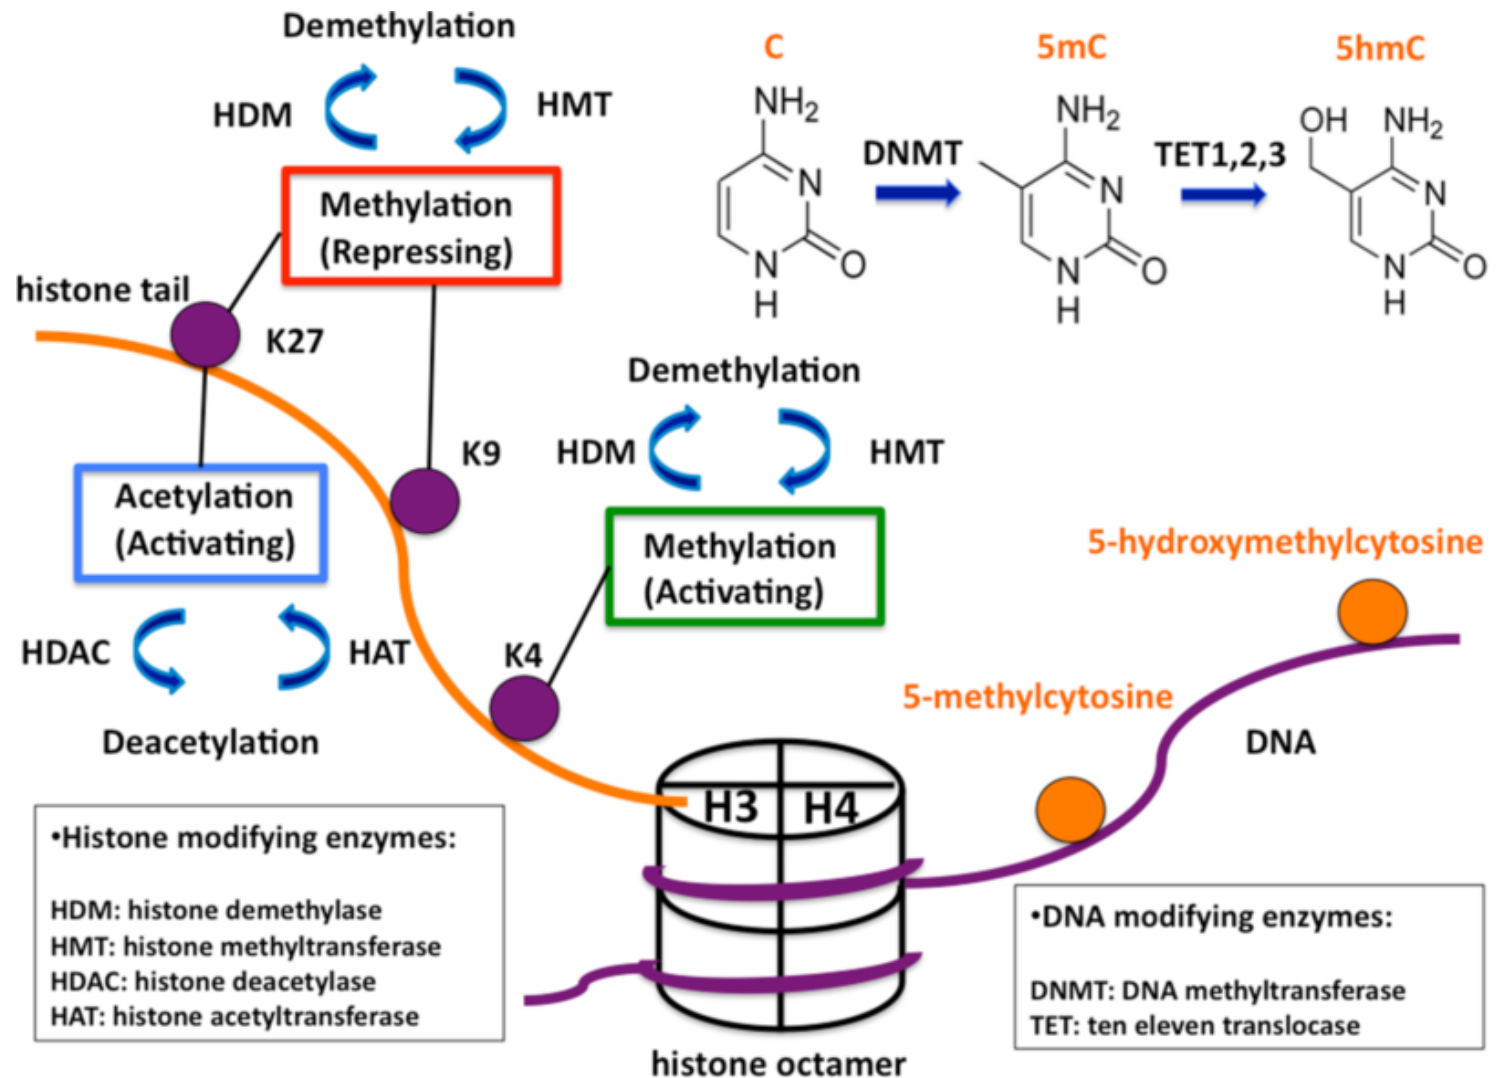 Demethylation
HDM
HMT
Methylation
(Repressing)
histone tail
K27
K9
Acetylation
(Activating)
HDAC
HAT
Deacetylation
C
NH2
N
O
N
H
DNMT
5mC
NH2
N
O
N
H
TET1,2,3
5hmC
OH
NH2
N
O
N
H
Demethylation
HDM
HMT
Methylation
(Activating)
K4
5-hydroxymethylcytosine
5-methylcytosine
DNA
H3
H4
histone octamer
•Histone modifying enzymes:
HDM: histone demethylase
HMT: histone methyltransferase
HDAC: histone deacetylase
HAT: histone acetyltransferase
•DNA modifying enzymes:
DNMT: DNA methyltransferase
TET: ten eleven translocase